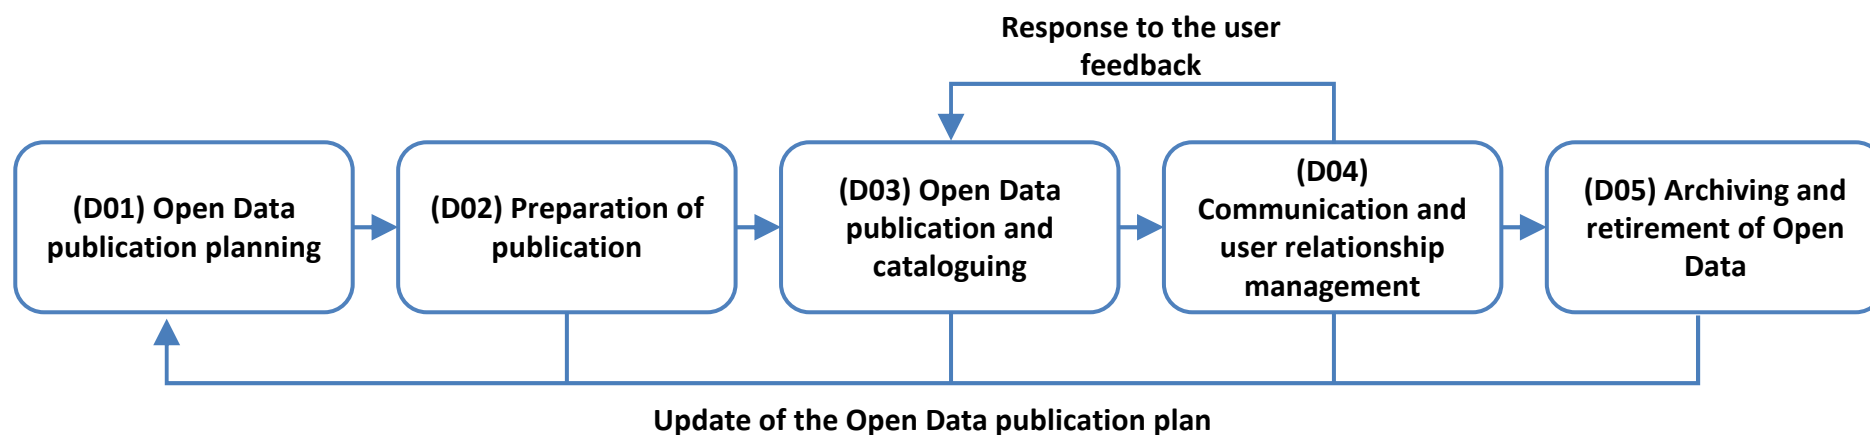 Response to the user
feedback
(D01) Open Data
publication planning
(D02) Preparation of
publication
(D03) Open Data
publication and
cataloguing
(D04)
Communication and
user relationship
management
(D05) Archiving and
retirement of Open
Data
Update of the Open Data publication plan